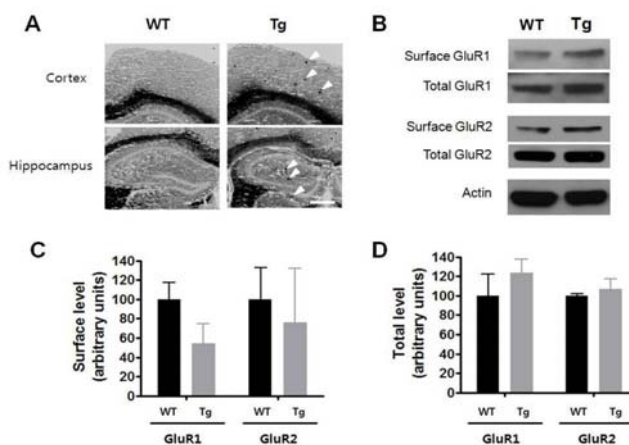 A
WT
Tg
Cortex
Hippocampus
B
WT
Tg
Surface GluR1
Total GluR1
Surface GluR2
Total GluR2
Actin
C
Surface level
(arbitrary units)
140
120
100
80
60
40
20
0
WT
Tg
WT
Tg
GluR1
GluR2
D
Total level
(arbitrary units)
140
120
100
80
60
40
20
0
WT
Tg
WT
Tg
GluR1
GluR2